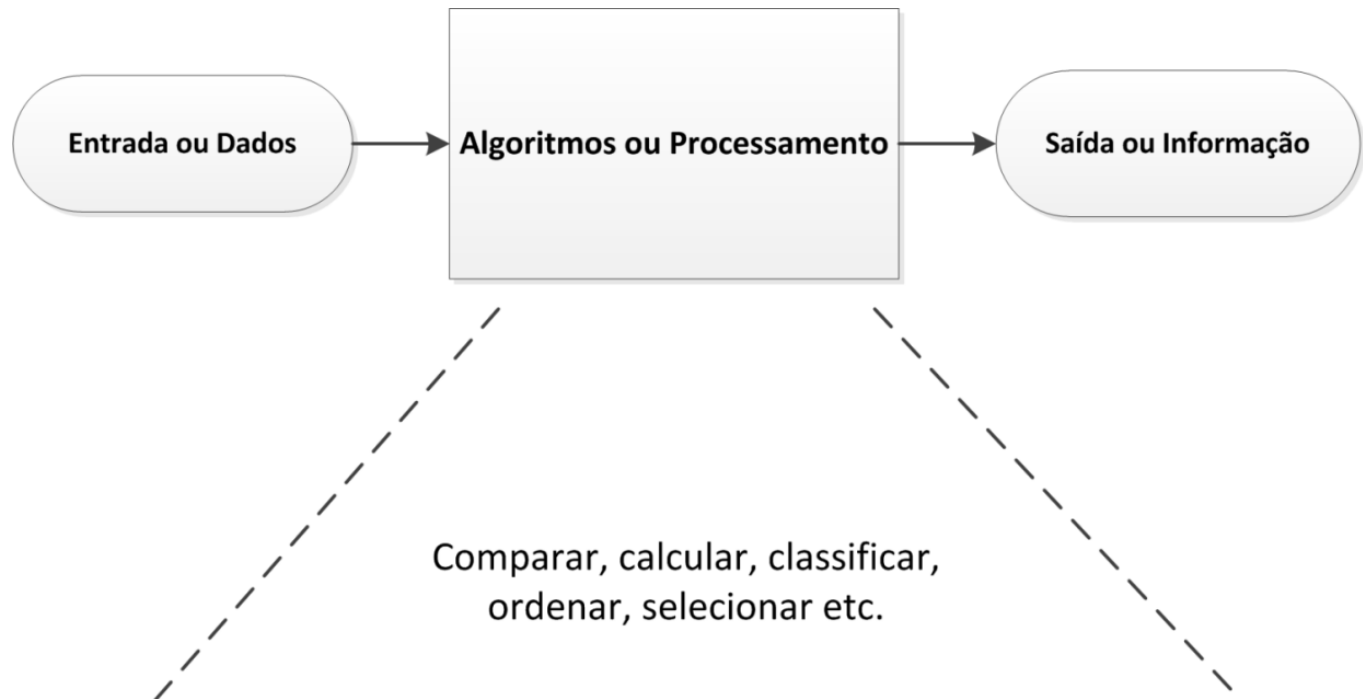 Entrada ou Dados
Algoritmos ou Processamento
Saída ou Informação
Comparar, calcular, classificar,
ordenar, selecionar etc.